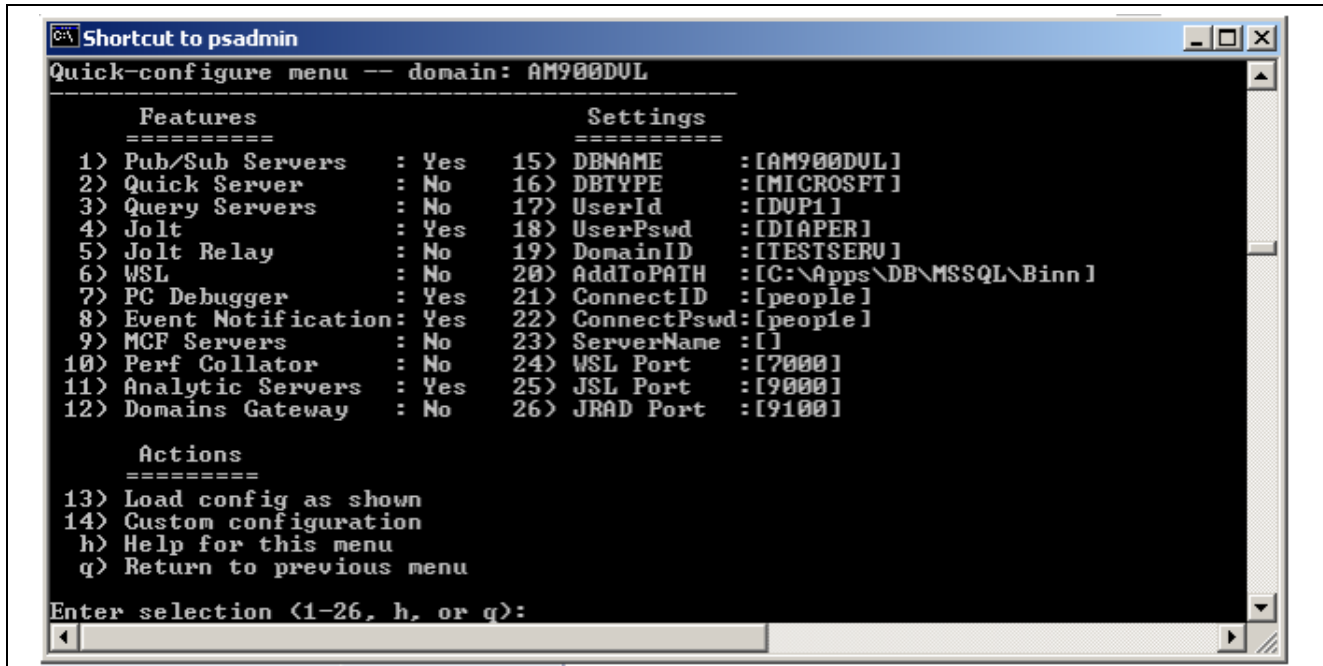 Shortcut to psadmin
Quick-configure menu -- domain: AM900DVL
----------------------------------------------
Features Settings
========== ==========
1) Pub/Sub Servers : Yes 15) DBNAME :[AM900DVL]
2) Quick Server : No 16) DBTYPE :[MICROSFT]
3) Query Servers : No 17) UserId :[DVP1]
4) Jolt : Yes 18) UserPswd :[DIAPER]
5) Jolt Relay : No 19) DomainID :[TESTSERV]
6) WSL : No 20) AddToPATH :[C:\Apps\DB\MSSQL\Binn]
7) PC Debugger : Yes 21) ConnectID :[people]
8) Event Notification: Yes 22) ConnectPswd:[peop1e]
9) MCF Servers : No 23) ServerName :[]
10) Perf Collator : No 24) WSL Port :[7000]
11) Analytic Servers : Yes 25) JSL Port :[9000]
12) Domains Gateway : No 26) JRAD Port :[9100]
Actions
=========
13) Load config as shown
14) Custom configuration
h) Help for this menu
q) Return to previous menu
Enter selection (1-26, h, or q):